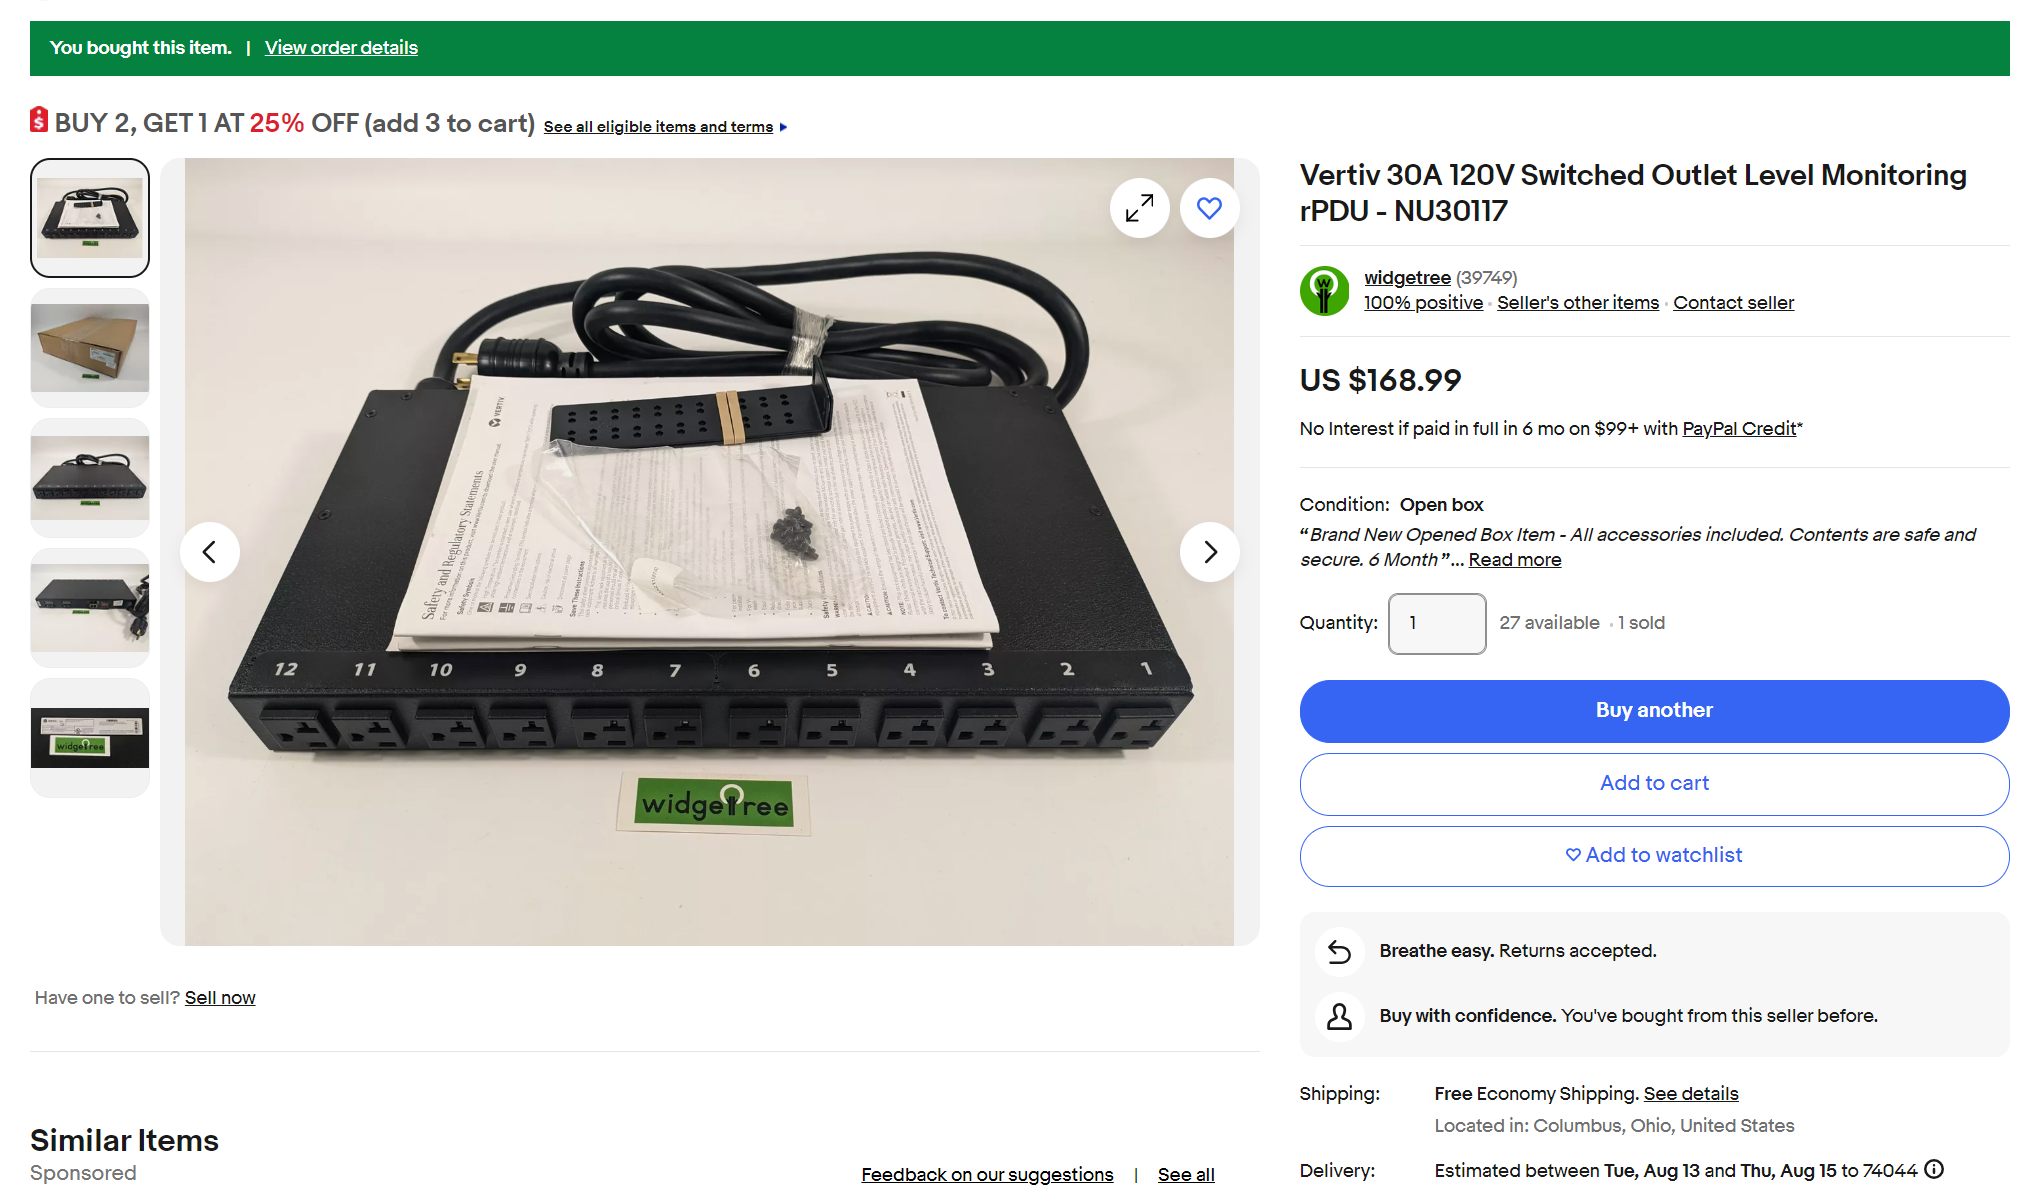 You bought this item. | View order details
BUY 2, GET 1 AT 25% OFF (add 3 to cart) See all eligible items and terms
VERTIV
Safety and Regulatory Statements
Safety Symbols
Save These Instructions
12 11 10 9 8 7 6 5 4 3 2 1
widgetree
widgetree
Have one to sell? Sell now
Similar Items
Sponsored
Feedback on our suggestions | See all
Vertiv 30A 120V Switched Outlet Level Monitoring
rPDU - NU30117
widgetree (39749)
100% positive · Seller's other items · Contact seller
US $168.99
No Interest if paid in full in 6 mo on $99+ with PayPal Credit*
Condition: Open box
“Brand New Opened Box Item - All accessories included. Contents are safe and
secure. 6 Month”... Read more
Quantity: 1 27 available · 1 sold
Buy another
Add to cart
Add to watchlist
Breathe easy. Returns accepted.
Buy with confidence. You've bought from this seller before.
Shipping: Free Economy Shipping. See details
Located in: Columbus, Ohio, United States
Delivery: Estimated between Tue, Aug 13 and Thu, Aug 15 to 74044